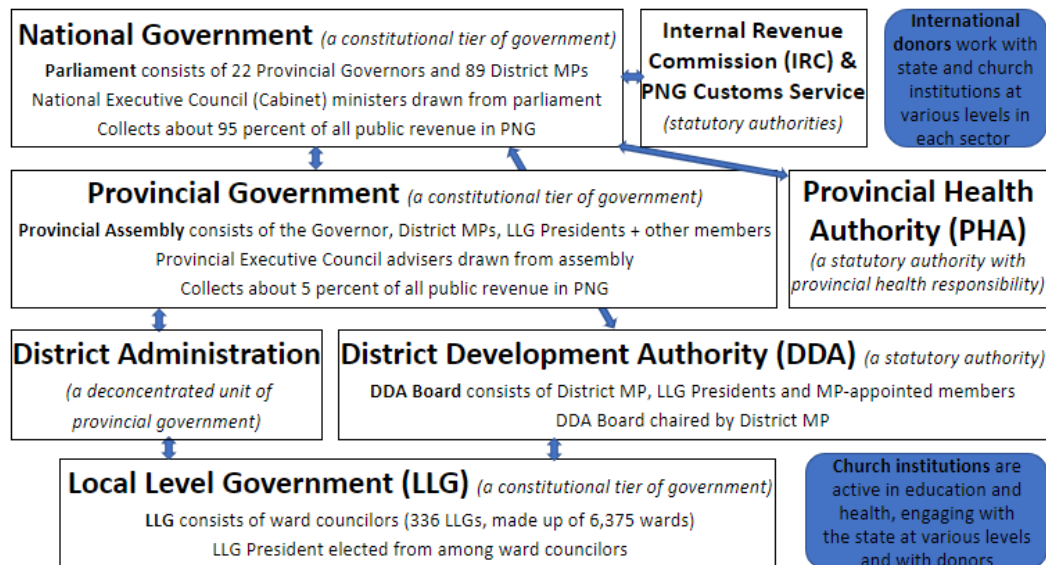 National Government (a constitutional tier of government)
Parliament consists of 22 Provincial Governors and 89 District MPs
National Executive Council (Cabinet) ministers drawn from parliament
Collects about 95 percent of all public revenue in PNG
Internal Revenue
Commission (IRC) &
PNG Customs Service
(statutory authorities)
International
donors work with
state and church
institutions at
various levels in
each sector
Provincial Government (a constitutional tier of government)
Provincial Assembly consists of the Governor, District MPs, LLG Presidents + other members
Provincial Executive Council advisers drawn from assembly
Collects about 5 percent of all public revenue in PNG
Provincial Health
Authority (PHA)
(a statutory authority with
provincial health responsibility)
District Administration
(a deconcentrated unit of
provincial government)
District Development Authority (DDA) (a statutory authority)
DDA Board consists of District MP, LLG Presidents and MP-appointed members
DDA Board chaired by District MP
Local Level Government (LLG) (a constitutional tier of government)
LLG consists of ward councilors (336 LLGs, made up of 6,375 wards)
LLG President elected from among ward councilors
Church institutions are
active in education and
health, engaging with
the state at various levels
and with donors